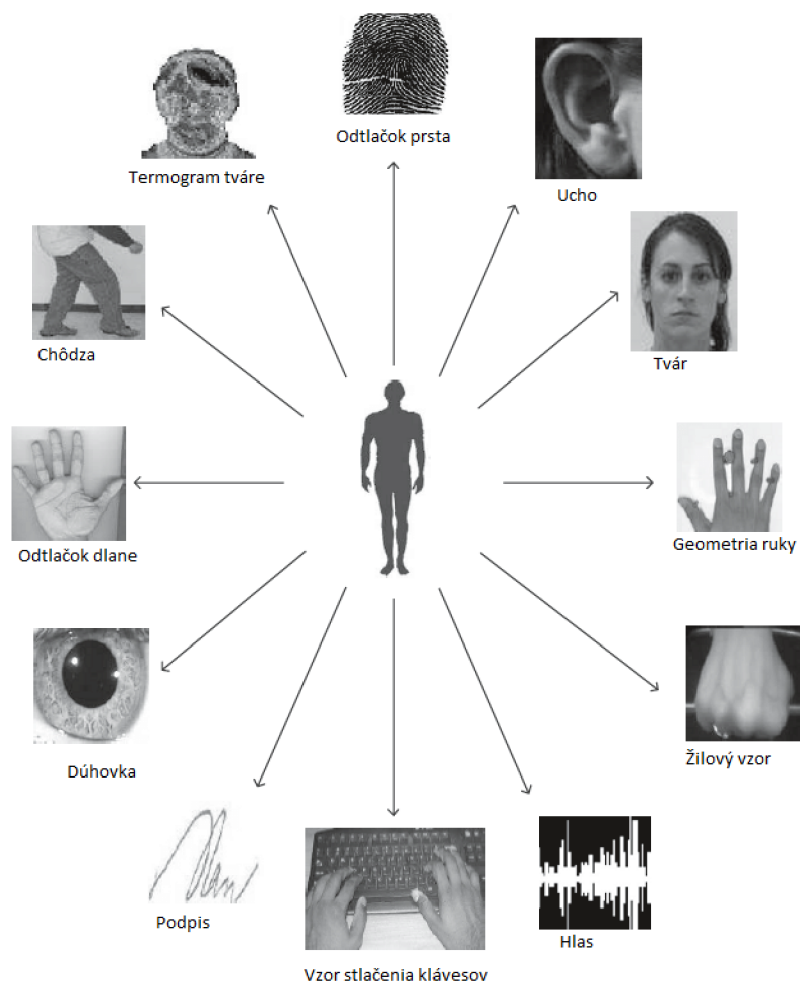 Odtlačok prsta
Termogram tváre
Ucho
Chôdza
Tvár
Odtlačok dlane
Geometria ruky
Dúhovka
Žilový vzor
Podpis
Hlas
Vzor stlačenia klávesov